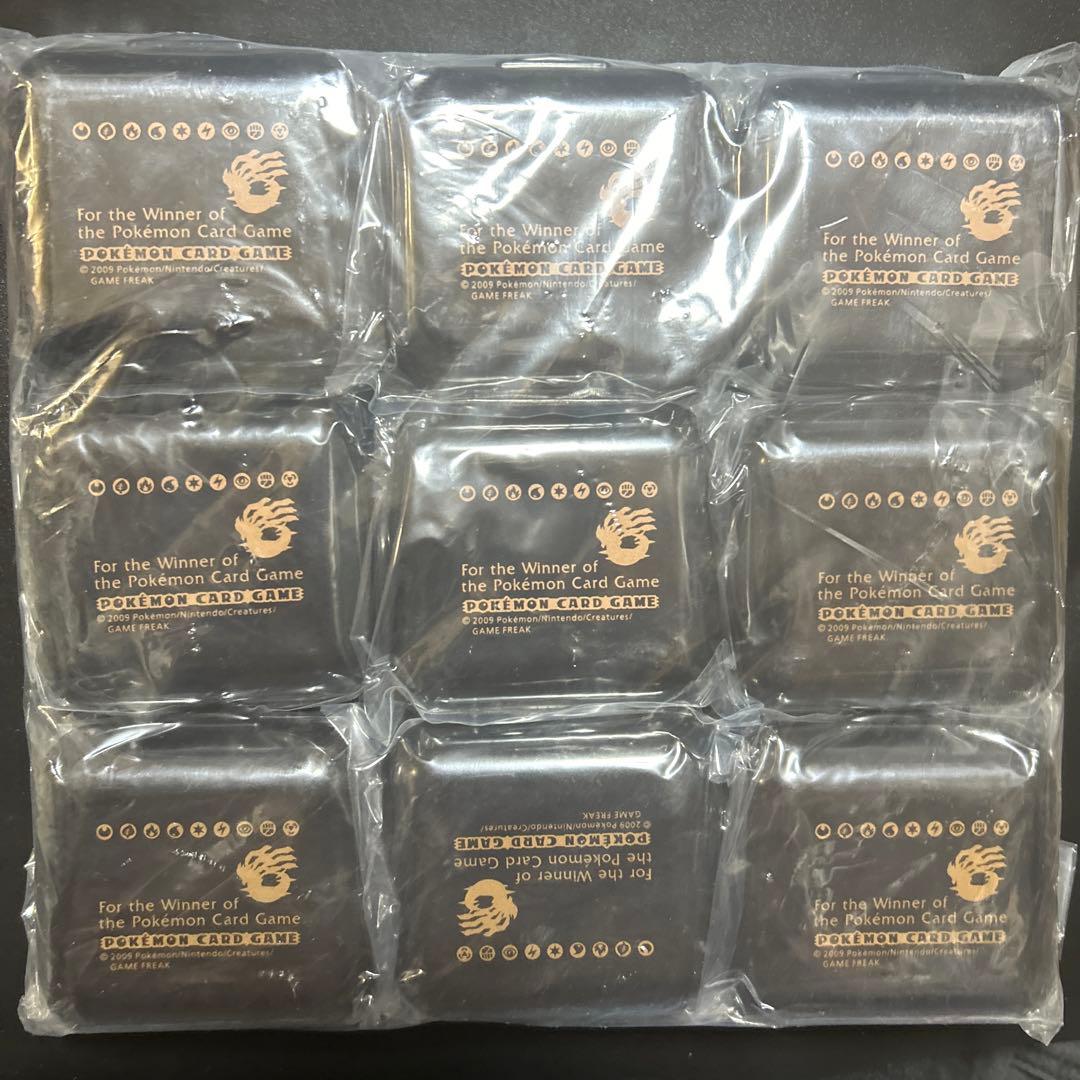 For the Winner of
the Pokémon Card Game
POKÉMON CARD GAME
© 2009 Pokémon/Nintendo/Creatures/
GAME FREAK
For the Winner of
the Pokémon Card Game
POKÉMON CARD GAME
© 2009 Pokémon/Nintendo/Creatures/
GAME FREAK
For the Winner of
the Pokémon Card Game
POKÉMON CARD GAME
© 2009 Pokémon/Nintendo/Creatures/
GAME FREAK
For the Winner of
the Pokémon Card Game
POKÉMON CARD GAME
© 2009 Pokémon/Nintendo/Creatures/
GAME FREAK
For the Winner of
the Pokémon Card Game
POKÉMON CARD GAME
© 2009 Pokémon/Nintendo/Creatures/
GAME FREAK
For the Winner of
the Pokémon Card Game
POKÉMON CARD GAME
© 2009 Pokémon/Nintendo/Creatures/
GAME FREAK
For the Winner of
the Pokémon Card Game
POKÉMON CARD GAME
© 2009 Pokémon/Nintendo/Creatures/
GAME FREAK
For the Winner of
the Pokémon Card Game
POKÉMON CARD GAME
© 2009 Pokémon/Nintendo/Creatures/
GAME FREAK
For the Winner of
the Pokémon Card Game
POKÉMON CARD GAME
© 2009 Pokémon/Nintendo/Creatures/
GAME FREAK